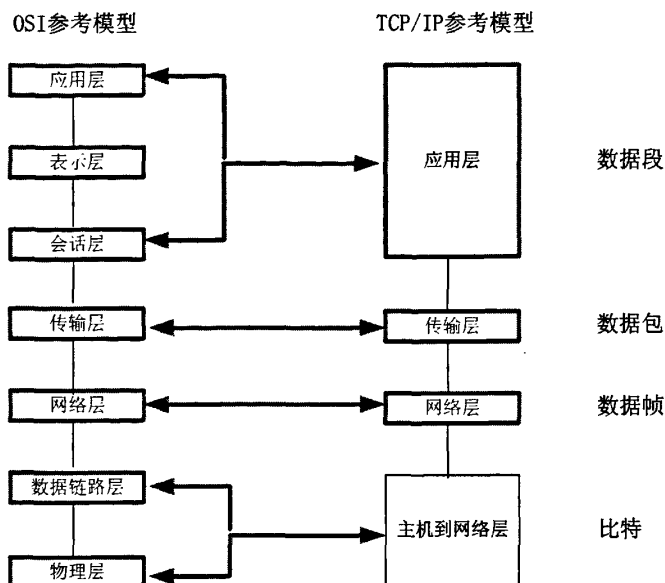 OSI参考模型 TCP/IP参考模型
应用层
表示层 应用层 数据段
会话层
传输层 传输层 数据包
网络层 网络层 数据帧
数据链路层
主机到网络层 比特
物理层